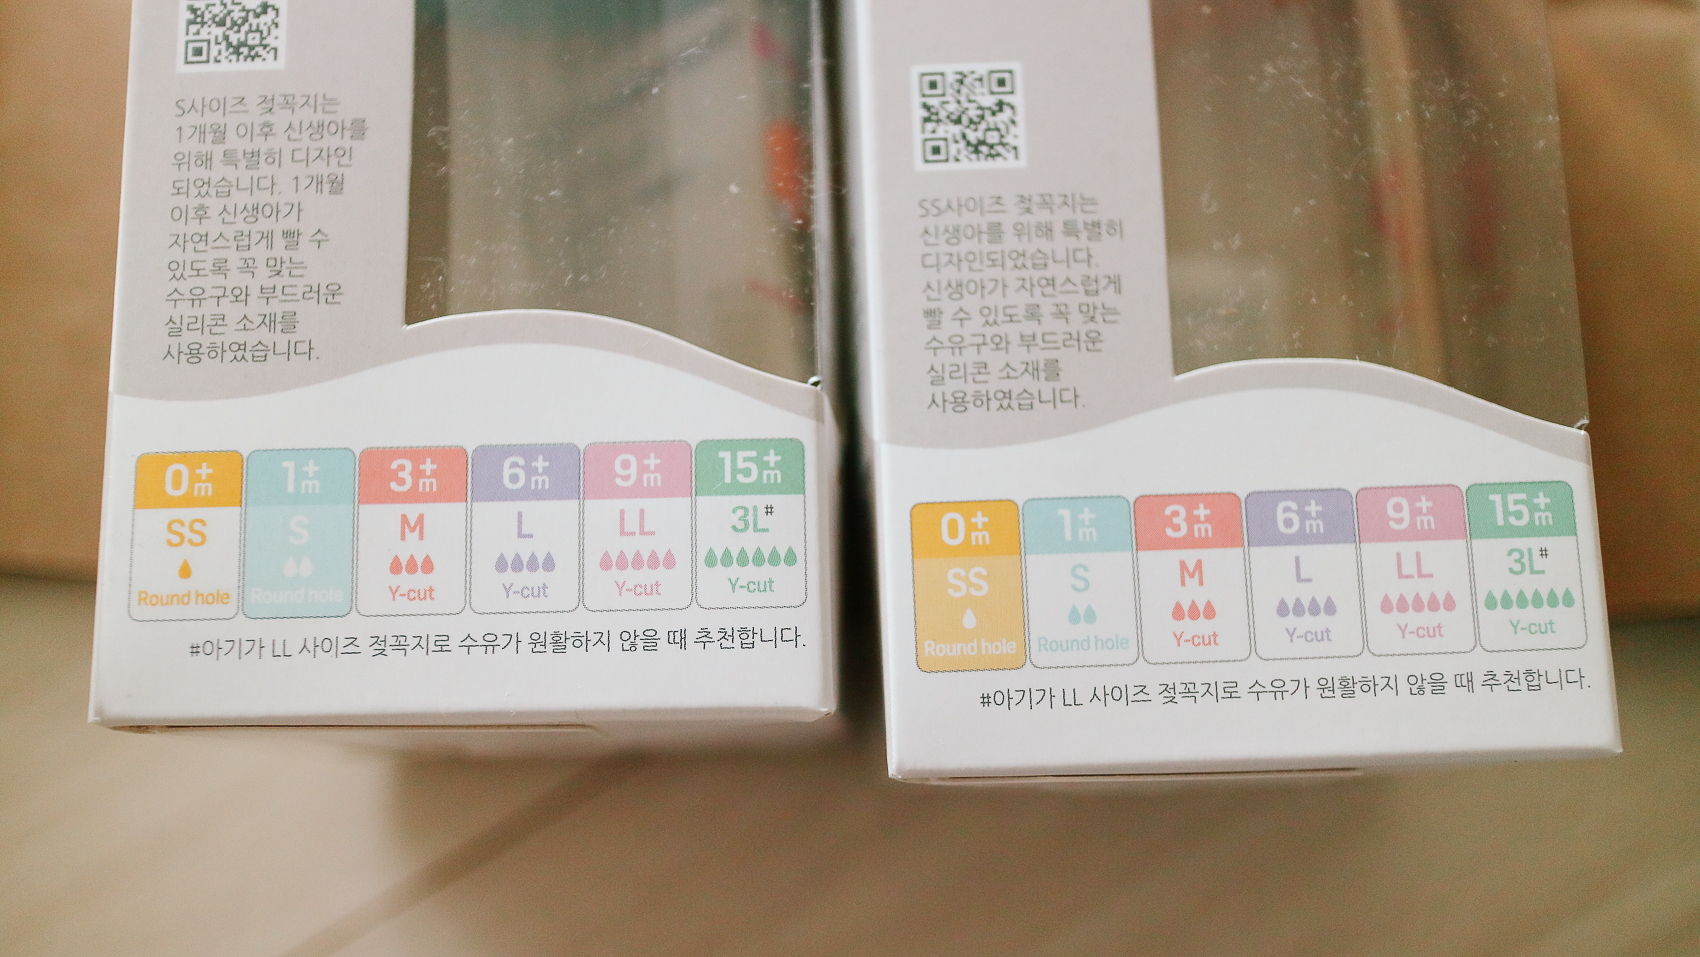 S사이즈 젖꼭지는
1개월 이후 신생아를
위해 특별히 디자인
되었습니다. 1개월
이후 신생아가
자연스럽게 빨 수
있도록 꼭 맞는
수유구와 부드러운
실리콘 소재를
사용하였습니다.
0+m 1+m 3+m 6+m 9+m 15+m
SS S M L LL 3L#
Round hole Round hole Y-cut Y-cut Y-cut Y-cut
#아기가 LL 사이즈 젖꼭지로 수유가 원활하지 않을 때 추천합니다.
SS사이즈 젖꼭지는
신생아를 위해 특별히
디자인되었습니다.
신생아가 자연스럽게
빨 수 있도록 꼭 맞는
수유구와 부드러운
실리콘 소재를
사용하였습니다.
0+m 1+m 3+m 6+m 9+m 15+m
SS S M L LL 3L#
Round hole Round hole Y-cut Y-cut Y-cut Y-cut
#아기가 LL 사이즈 젖꼭지로 수유가 원활하지 않을 때 추천합니다.